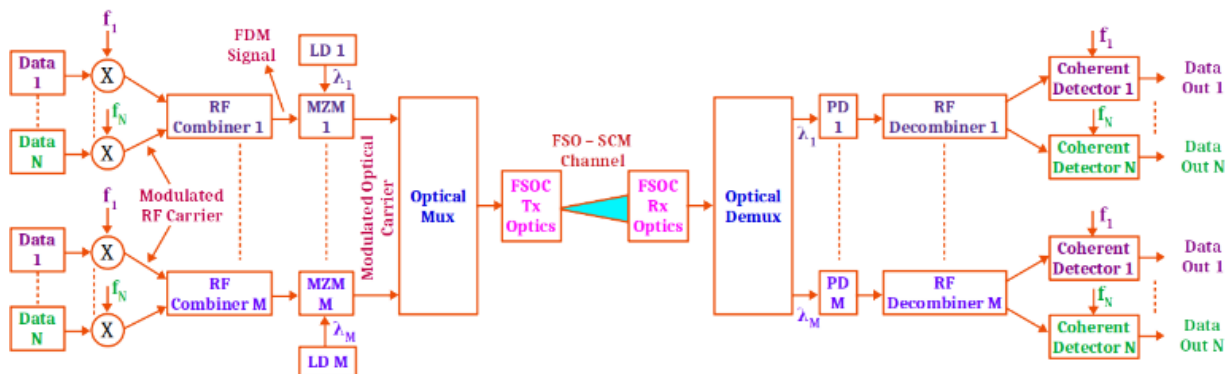 f1
Data
1
X
fN
Data
N
X
FDM
Signal
RF
Combiner 1
LD 1
λ1
MZM
1
Modulated
RF Carrier
f1
Data
1
X
fN
Data
N
X
RF
Combiner M
MZM
M
λM
LD M
Modulated Optical
Carrier
Optical
Mux
FSO – SCM
Channel
FSOC
Tx
Optics
FSOC
Rx
Optics
Optical
Demux
λ1
PD
1
RF
Decombiner 1
f1
Coherent
Detector 1
Data
Out 1
fN
Coherent
Detector N
Data
Out N
λM
PD
M
RF
Decombiner M
f1
Coherent
Detector 1
Data
Out 1
fN
Coherent
Detector N
Data
Out N